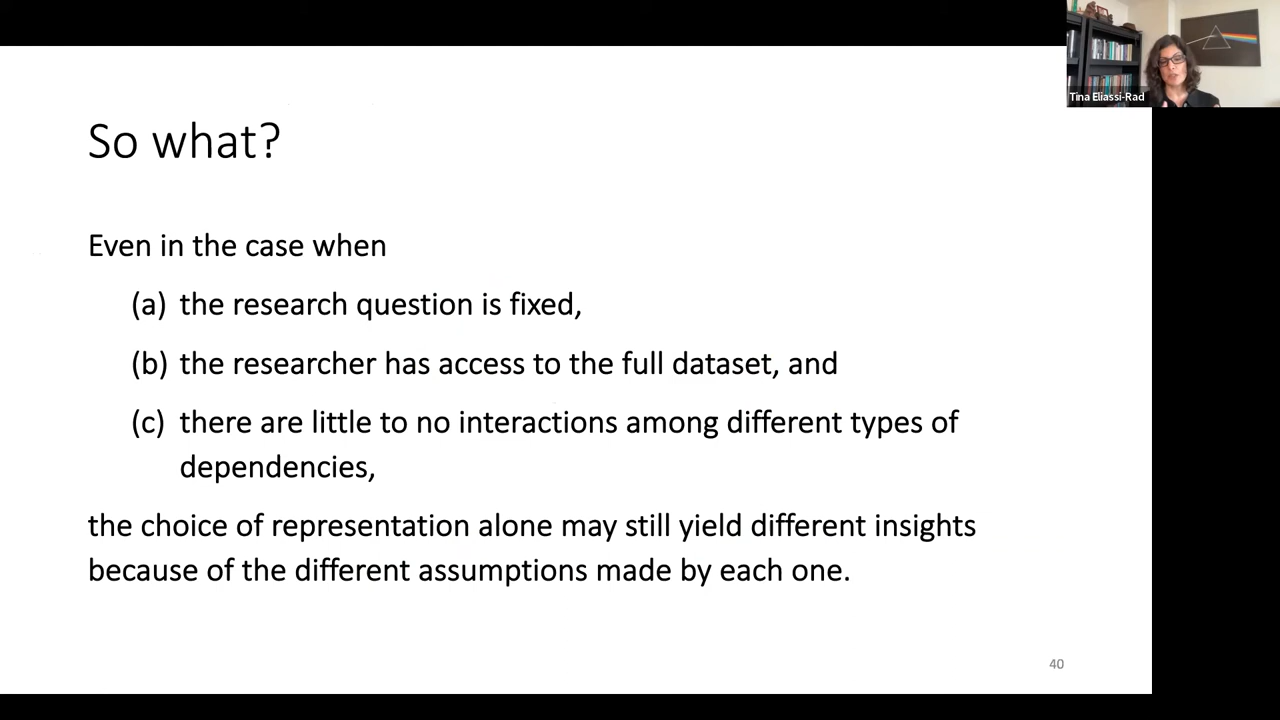 Tina Eliassi-Rad
So what?
Even in the case when
(a) the research question is fixed,
(b) the researcher has access to the full dataset, and
(c) there are little to no interactions among different types of
dependencies,
the choice of representation alone may still yield different insights
because of the different assumptions made by each one.
40